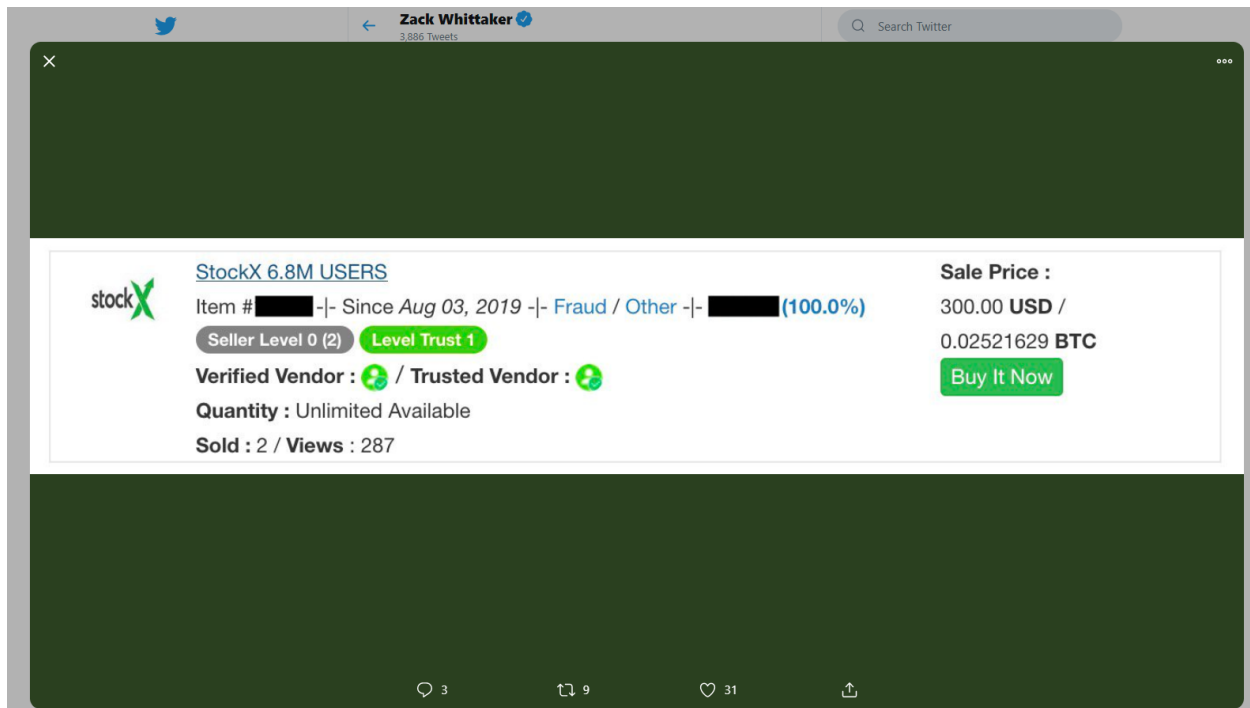 Zack Whittaker
3,886 Tweets
Search Twitter
stockX
StockX 6.8M USERS
Item # -|- Since Aug 03, 2019 -|- Fraud / Other -|- (100.0%)
Seller Level 0 (2) Level Trust 1
Verified Vendor : / Trusted Vendor :
Quantity : Unlimited Available
Sold : 2 / Views : 287
Sale Price :
300.00 USD /
0.02521629 BTC
Buy It Now
3 9 31